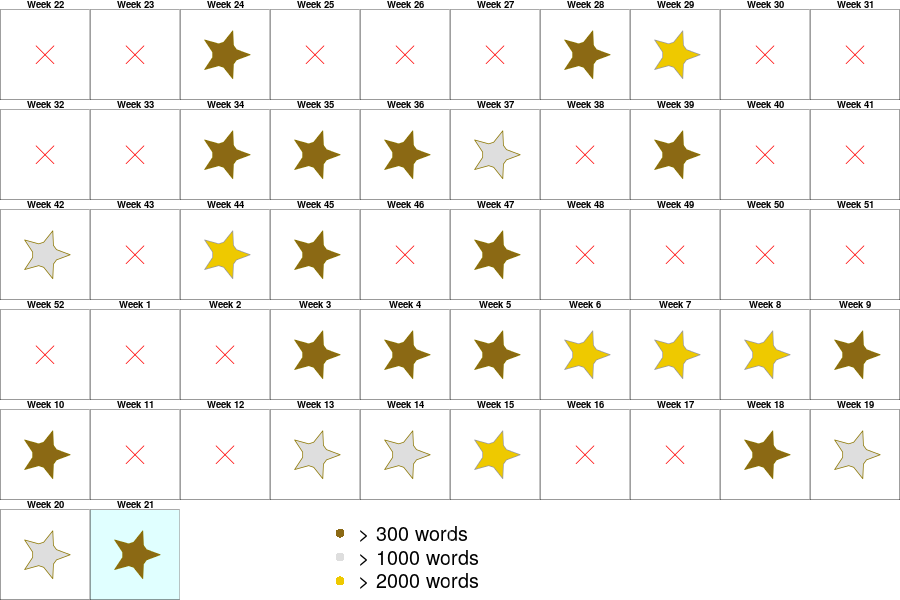 Week 22 Week 23 Week 24 Week 25 Week 26 Week 27 Week 28 Week 29 Week 30 Week 31
Week 32 Week 33 Week 34 Week 35 Week 36 Week 37 Week 38 Week 39 Week 40 Week 41
Week 42 Week 43 Week 44 Week 45 Week 46 Week 47 Week 48 Week 49 Week 50 Week 51
Week 52 Week 1 Week 2 Week 3 Week 4 Week 5 Week 6 Week 7 Week 8 Week 9
Week 10 Week 11 Week 12 Week 13 Week 14 Week 15 Week 16 Week 17 Week 18 Week 19
Week 20 Week 21
> 300 words
> 1000 words
> 2000 words